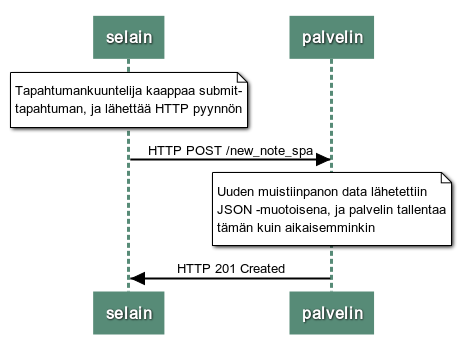 selain
palvelin
Tapahtumankuuntelija kaappaa submit-
tapahtuman, ja lähettää HTTP pyynnön
HTTP POST /new_note_spa
Uuden muistiinpanon data lähetettiin
JSON -muotoisena, ja palvelin tallentaa
tämän kuin aikaisemminkin
HTTP 201 Created
selain
palvelin